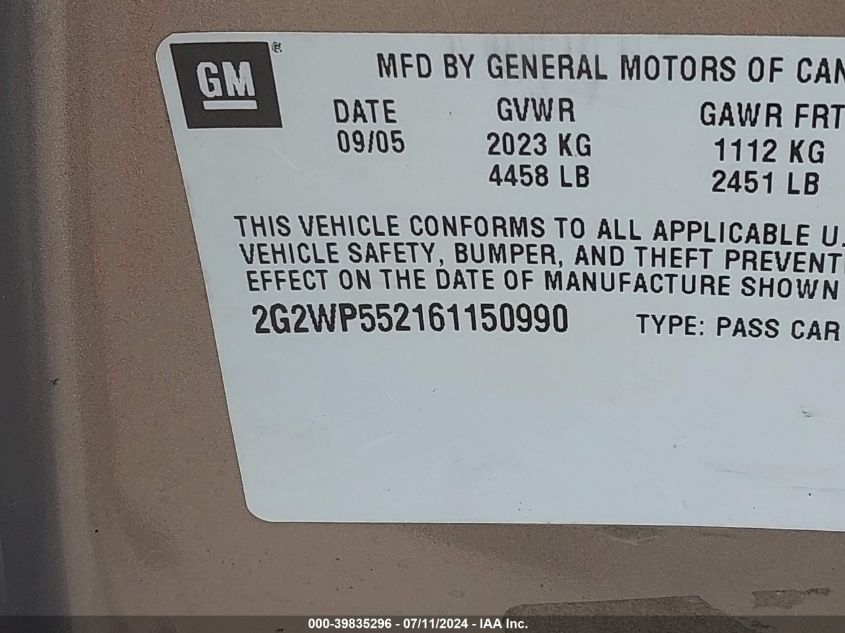 GM
MFD BY GENERAL MOTORS OF CAN
DATE GVWR GAWR FRT
09/05 2023 KG 1112 KG
4458 LB 2451 LB
THIS VEHICLE CONFORMS TO ALL APPLICABLE U.
VEHICLE SAFETY, BUMPER, AND THEFT PREVENT
EFFECT ON THE DATE OF MANUFACTURE SHOWN
2G2WP552161150990 TYPE: PASS CAR
000-39835296 - 07/11/2024 - IAA Inc.